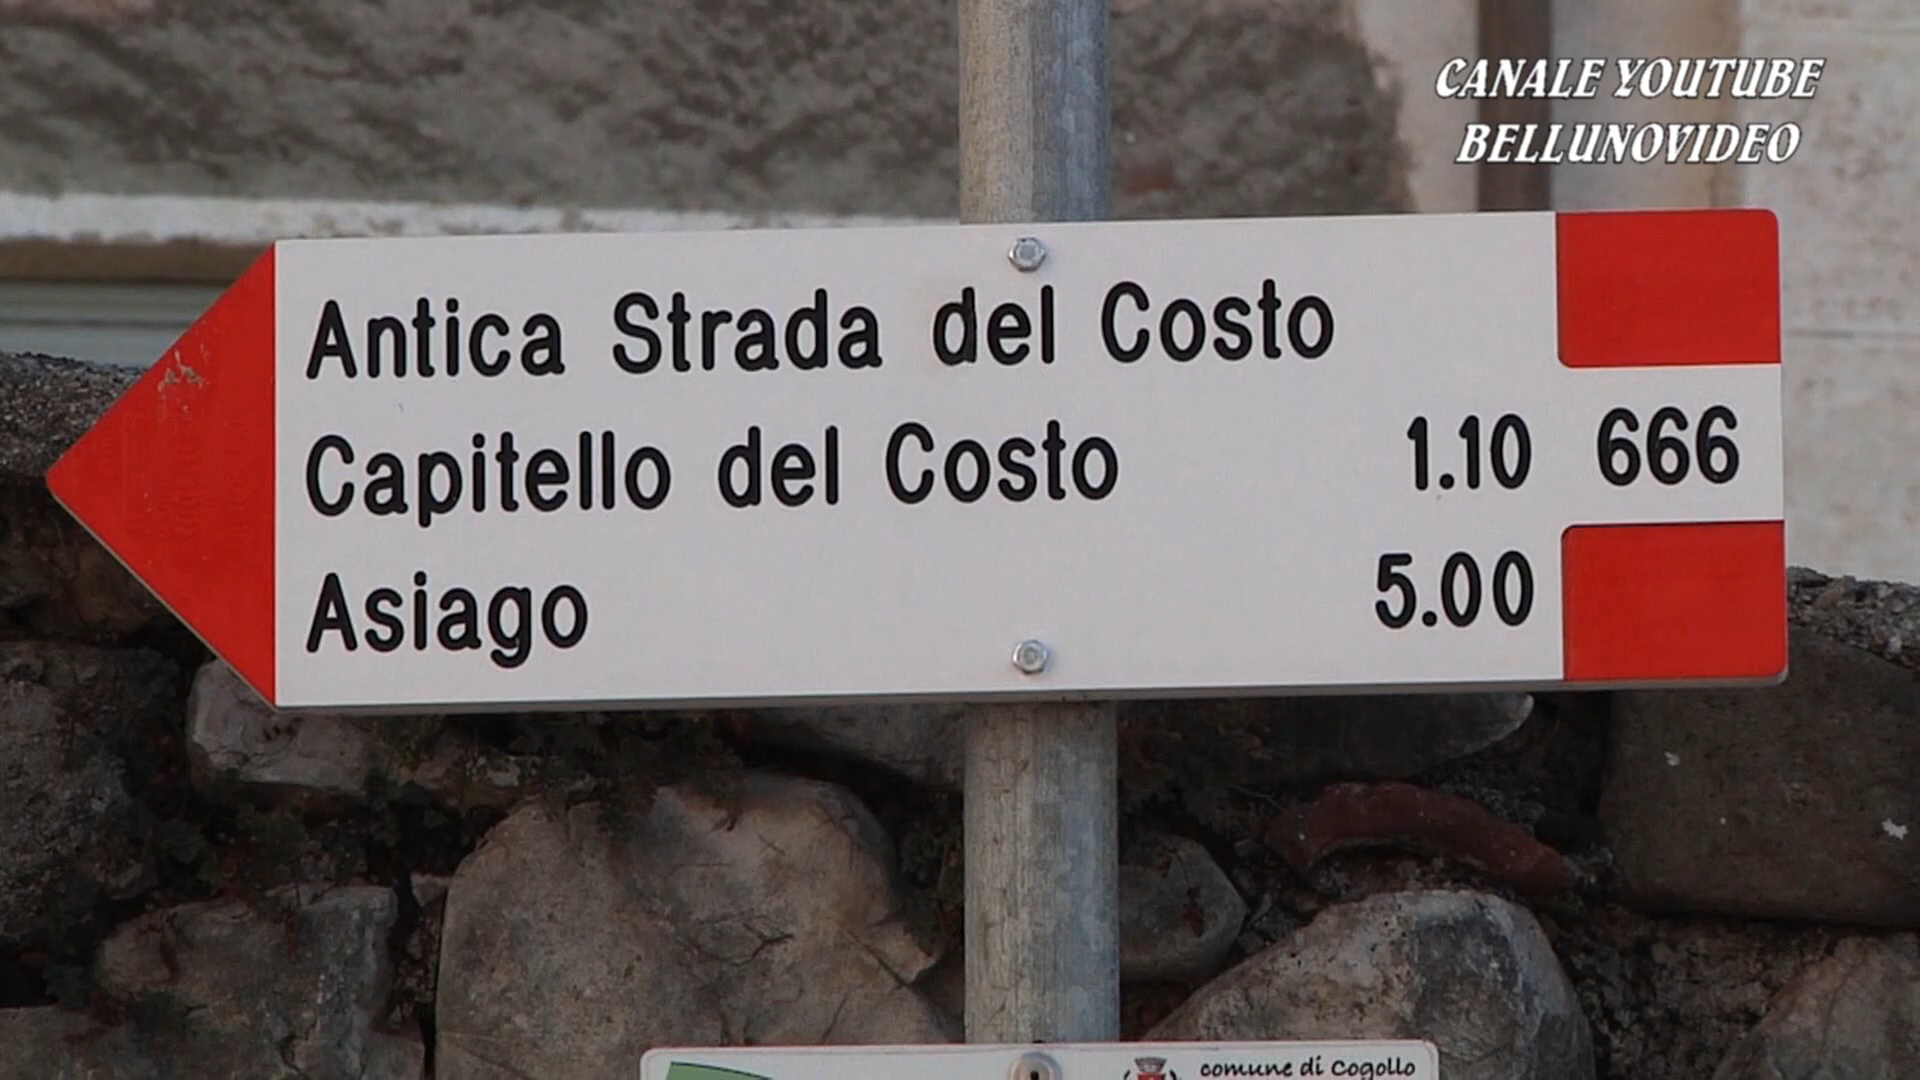 CANALE YOUTUBE
BELLUNOVIDEO
Antica Strada del Costo
Capitello del Costo 1.10 666
Asiago 5.00
comune di Cogollo